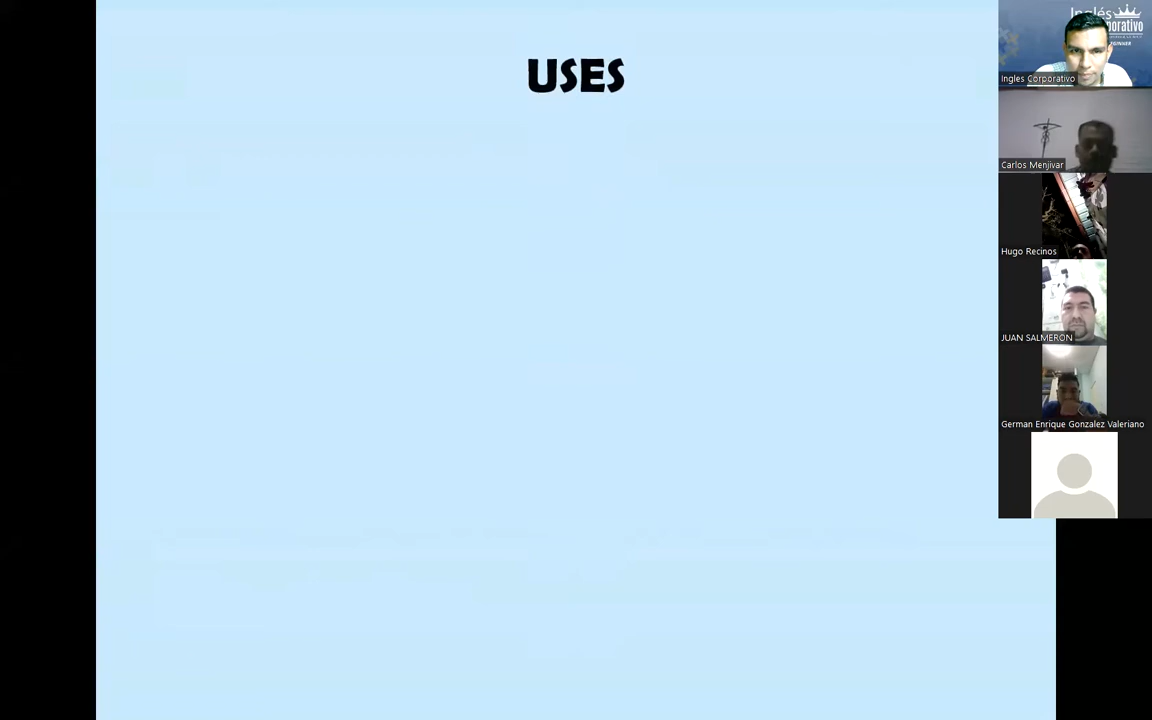 USES
Inglés
Corporativo
Ingles Corporativo
Carlos Menjivar
Hugo Recinos
JUAN SALMERON
German Enrique Gonzalez Valeriano